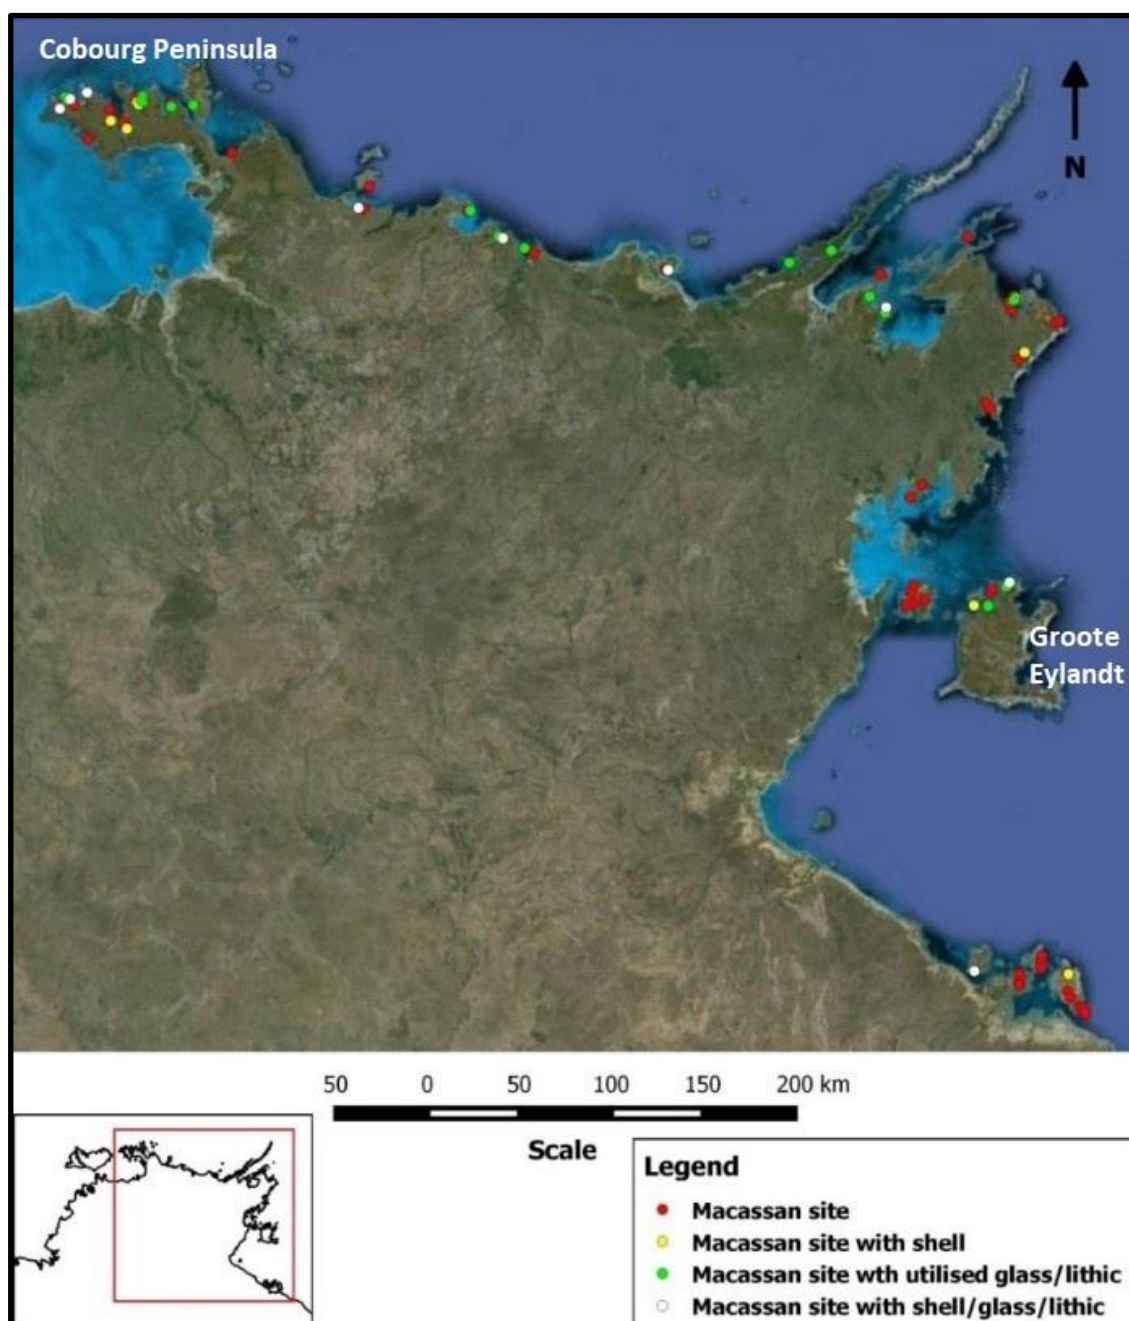 Cobourg Peninsula
N
Groote
Eylandt
50 0 50 100 150 200 km
Scale
Legend
Macassan site
Macassan site with shell
Macassan site wth utilised glass/lithic
Macassan site with shell/glass/lithic